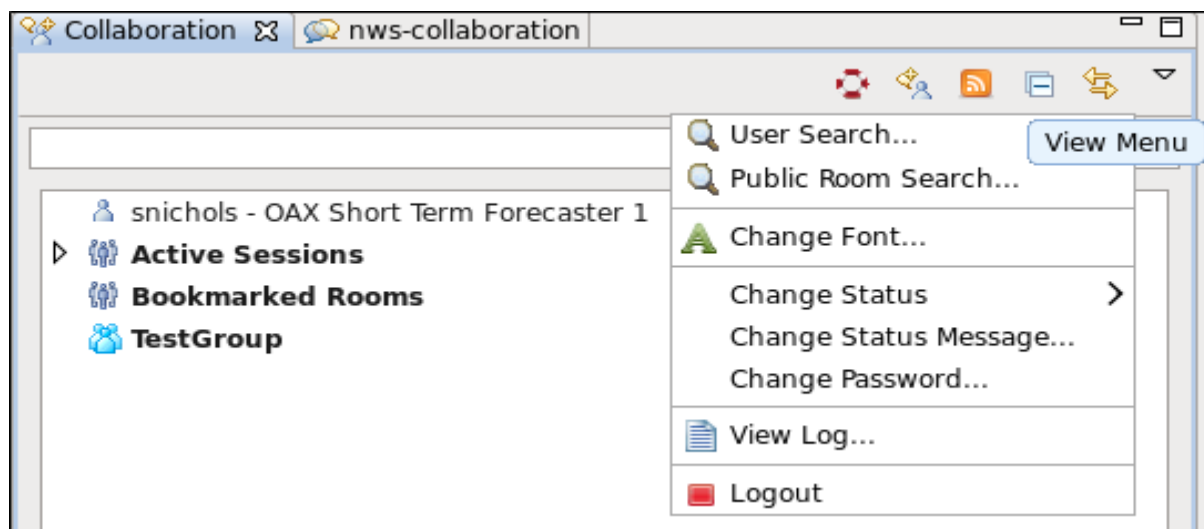 Collaboration nws-collaboration
User Search...
View Menu
Public Room Search...
snichols - OAX Short Term Forecaster 1
Change Font...
Active Sessions
Bookmarked Rooms
Change Status
TestGroup
Change Status Message...
Change Password...
View Log...
Logout